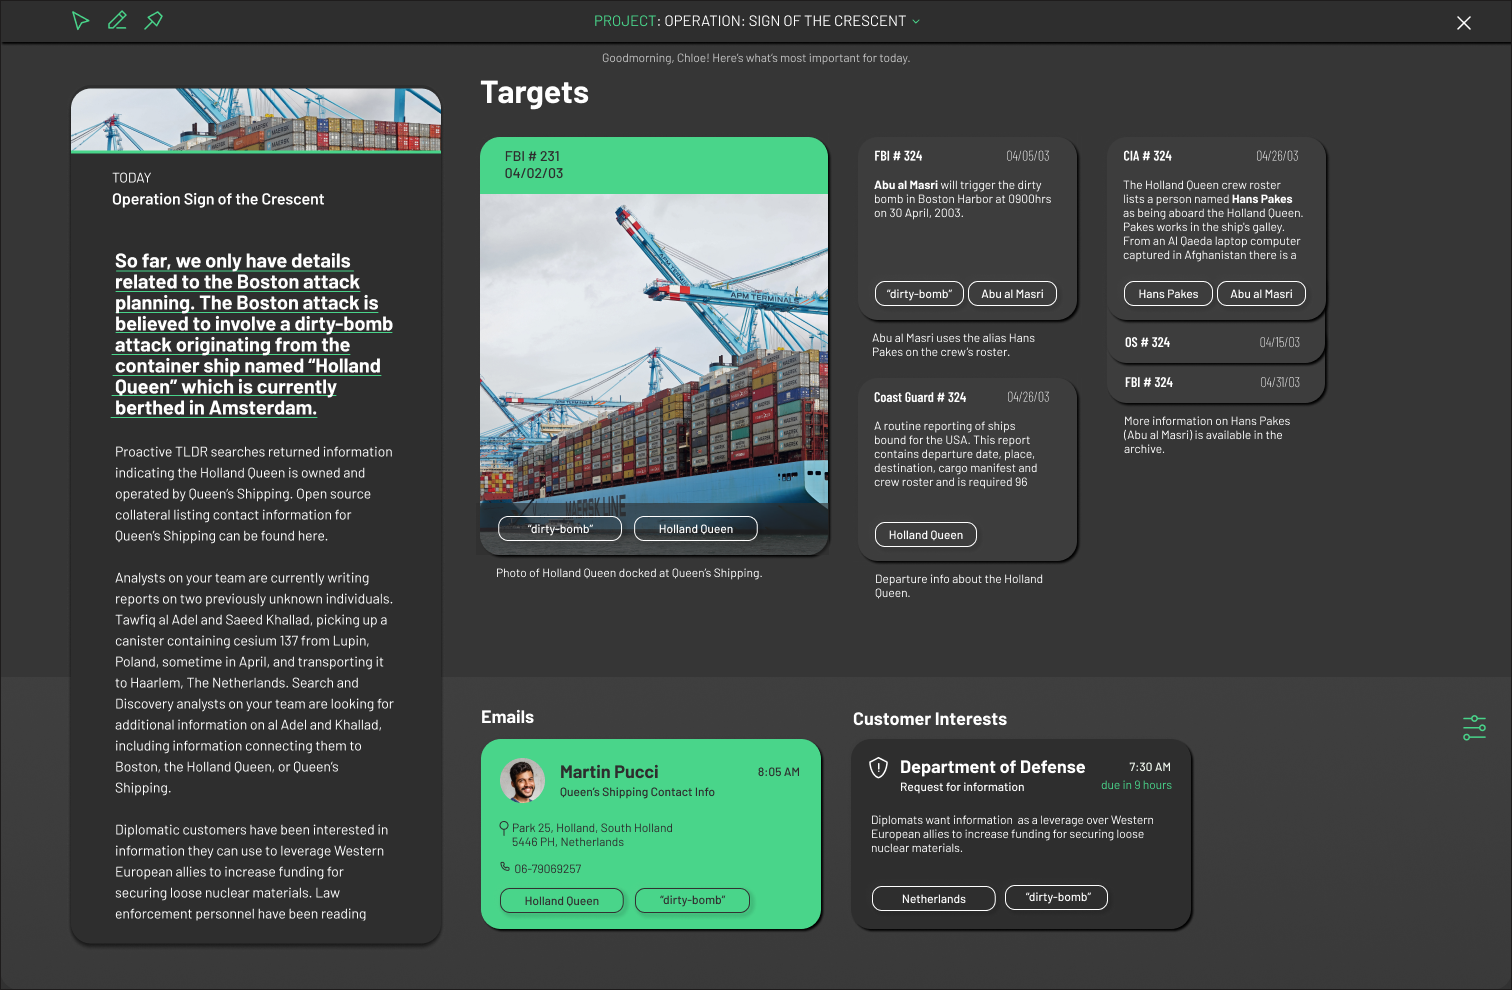 PROJECT: OPERATION: SIGN OF THE CRESCENT
Goodmorning, Chloe! Here's what's most important for today.
TODAY
Operation Sign of the Crescent
So far, we only have details
related to the Boston attack
planning. The Boston attack is
believed to involve a dirty-bomb
attack originating from the
container ship named “Holland
Queen” which is currently
berthed in Amsterdam.
Proactive TLDR searches returned information
indicating the Holland Queen is owned and
operated by Queen’s Shipping. Open source
collateral listing contact information for
Queen’s Shipping can be found here.
Analysts on your team are currently writing
reports on two previously unknown individuals.
Tawfiq al Adel and Saeed Khallad, picking up a
canister containing cesium 137 from Lupin,
Poland, sometime in April, and transporting it
to Haarlem, The Netherlands. Search and
Discovery analysts on your team are looking for
additional information on al Adel and Khallad,
including information connecting them to
Boston, the Holland Queen, or Queen’s
Shipping.
Diplomatic customers have been interested in
information they can use to leverage Western
European allies to increase funding for
securing loose nuclear materials. Law
enforcement personnel have been reading
Targets
FBI # 231
04/02/03
APM TERMINALS
APM TERMINALS
MAERSK LINE
“dirty-bomb”
Holland Queen
Photo of Holland Queen docked at Queen’s Shipping.
FBI # 324
04/05/03
Abu al Masri will trigger the dirty
bomb in Boston Harbor at 0900hrs
on 30 April, 2003.
“dirty-bomb”
Abu al Masri
Abu al Masri uses the alias Hans
Pakes on the crew’s roster.
Coast Guard # 324
04/26/03
A routine reporting of ships
bound for the USA. This report
contains departure date, place,
destination, cargo manifest and
crew roster and is required 96
Holland Queen
Departure info about the Holland
Queen.
CIA # 324
04/26/03
The Holland Queen crew roster
lists a person named Hans Pakes
as being aboard the Holland Queen.
Pakes works in the ship’s galley.
From an Al Qaeda laptop computer
captured in Afghanistan there is a
Hans Pakes
Abu al Masri
OS # 324
04/15/03
FBI # 324
04/31/03
More information on Hans Pakes
(Abu al Masri) is available in the
archive.
Emails
Martin Pucci
8:05 AM
Queen’s Shipping Contact Info
Park 25, Holland, South Holland
5446 PH, Netherlands
06-79069257
Holland Queen
“dirty-bomb”
Customer Interests
Department of Defense
7:30 AM
Request for information
due in 9 hours
Diplomats want information as a leverage over Western
European allies to increase funding for securing loose
nuclear materials.
Netherlands
“dirty-bomb”